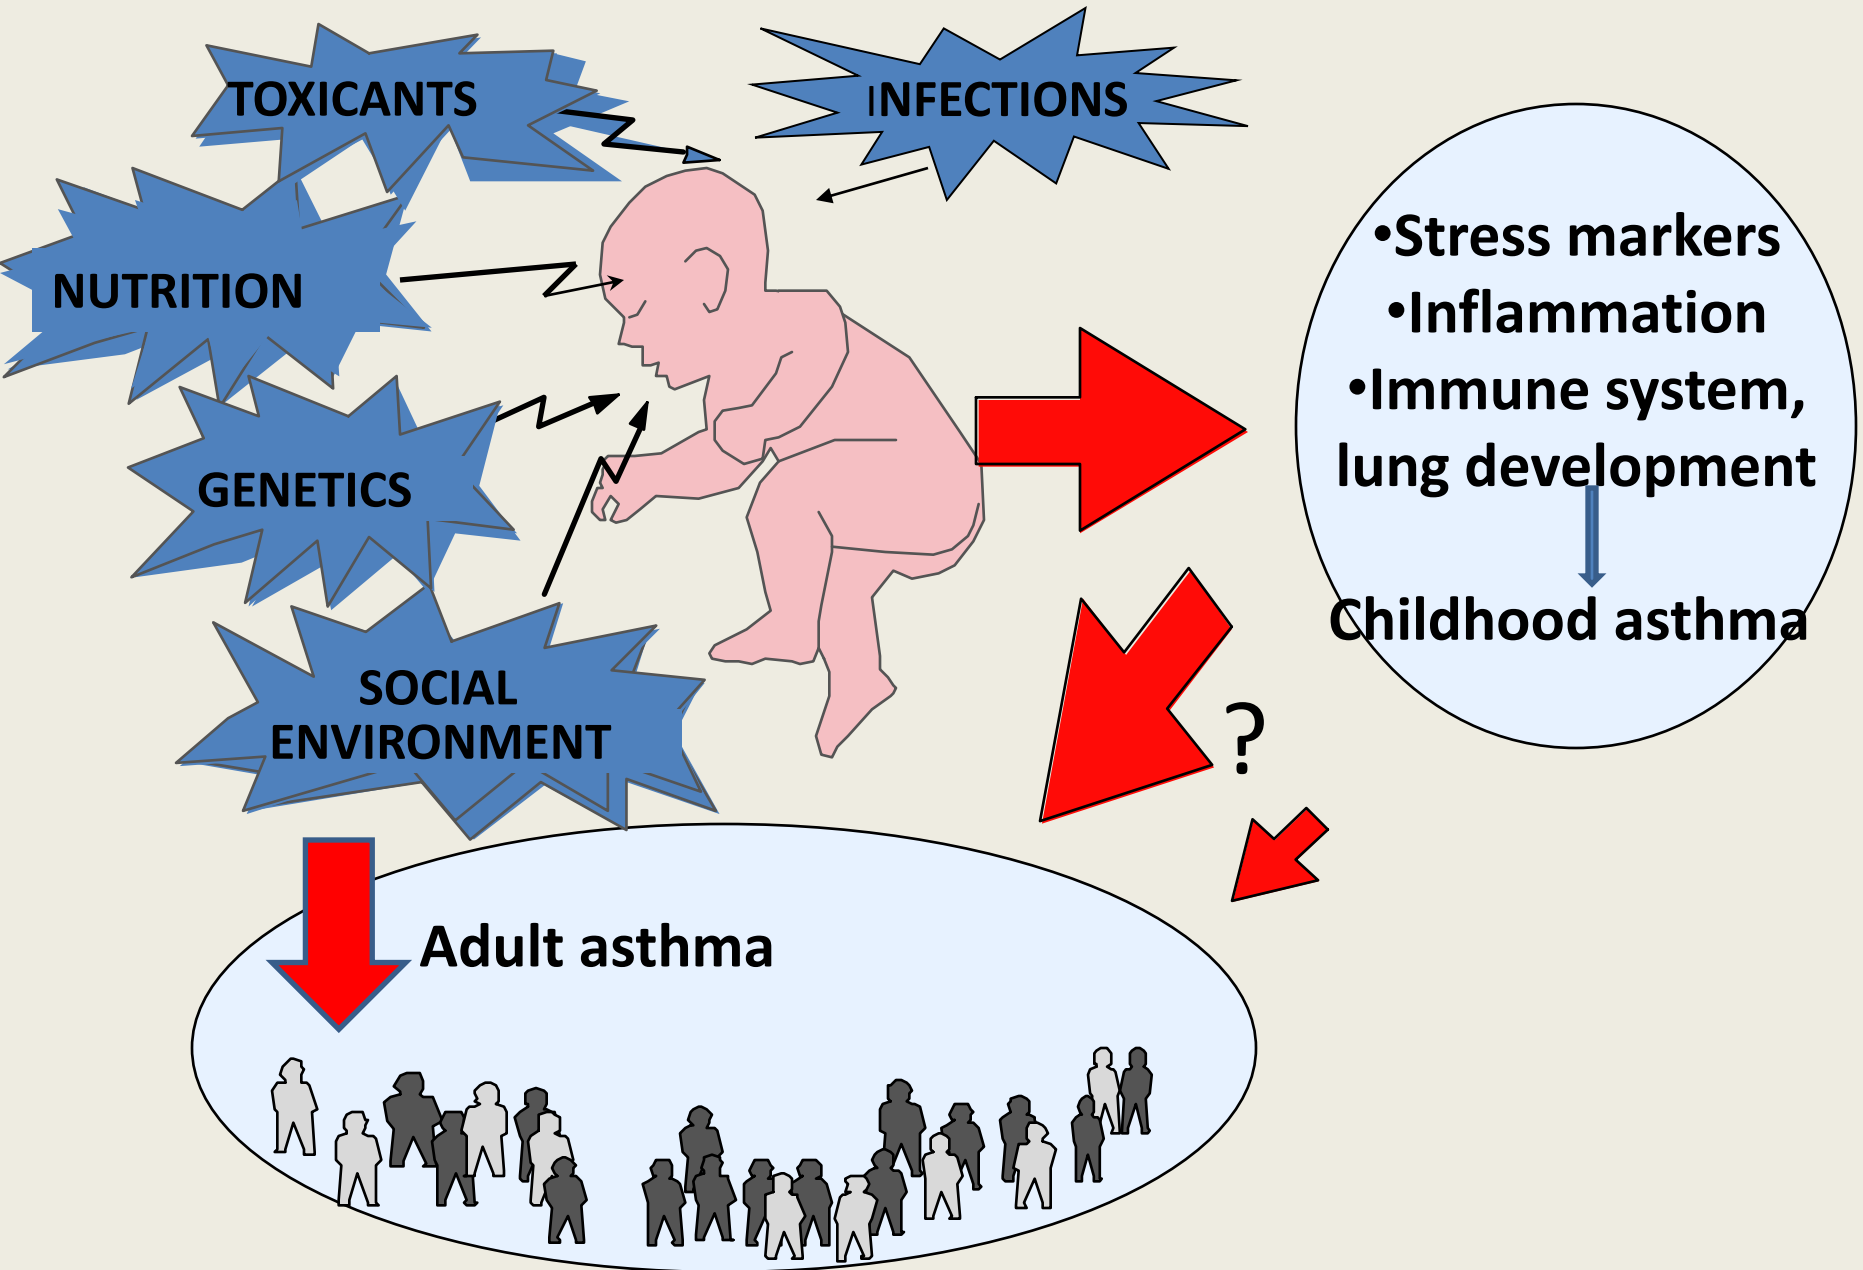 TOXICANTS
INFECTIONS
NUTRITION
GENETICS
SOCIAL
ENVIRONMENT
•Stress markers
•Inflammation
•Immune system,
lung development
Childhood asthma
?
Adult asthma